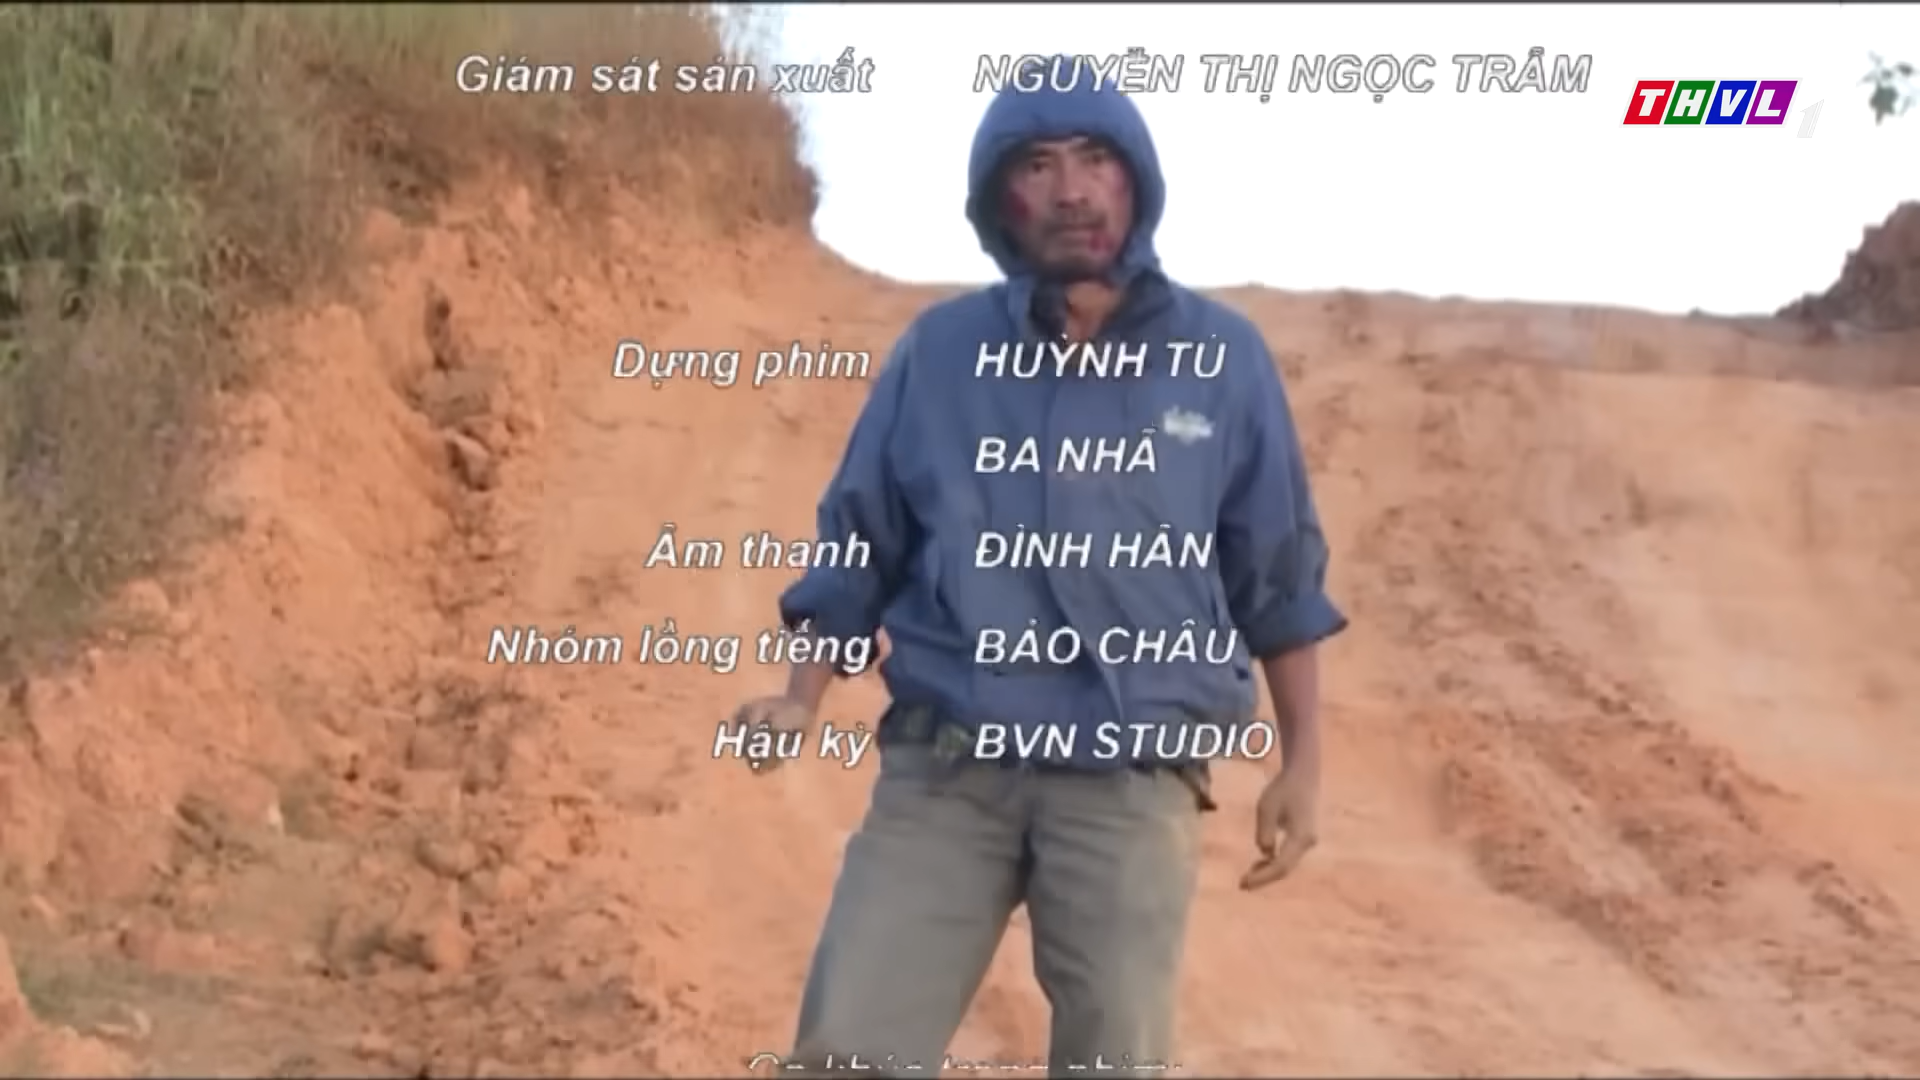 Giám sát sản xuất NGUYỄN THỊ NGỌC TRÂM
THVL 1
Dựng phim HUỲNH TÚ
BA NHÃ
Âm thanh ĐÌNH HÂN
Nhóm lồng tiếng BẢO CHÂU
Hậu kỳ BVN STUDIO